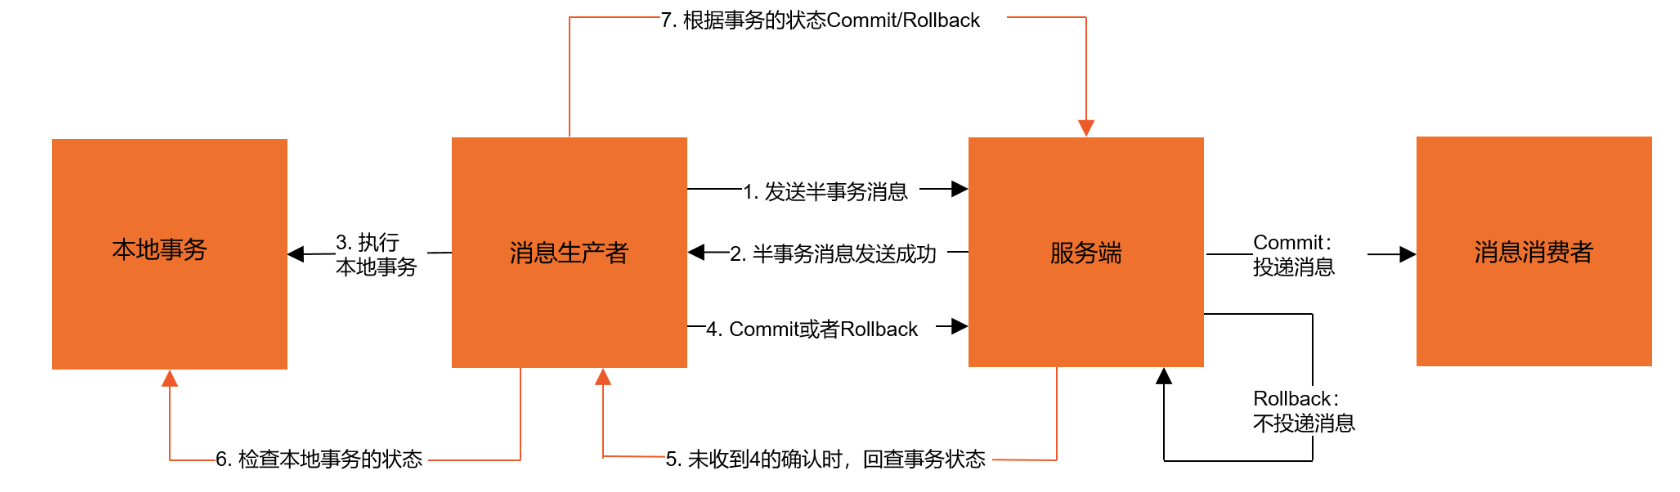 7. 根据事务的状态Commit/Rollback
1. 发送半事务消息
本地事务
3. 执行
本地事务
消息生产者
2. 半事务消息发送成功
服务端
Commit：
投递消息
消息消费者
4. Commit或者Rollback
Rollback：
不投递消息
6. 检查本地事务的状态
5. 未收到4的确认时，回查事务状态